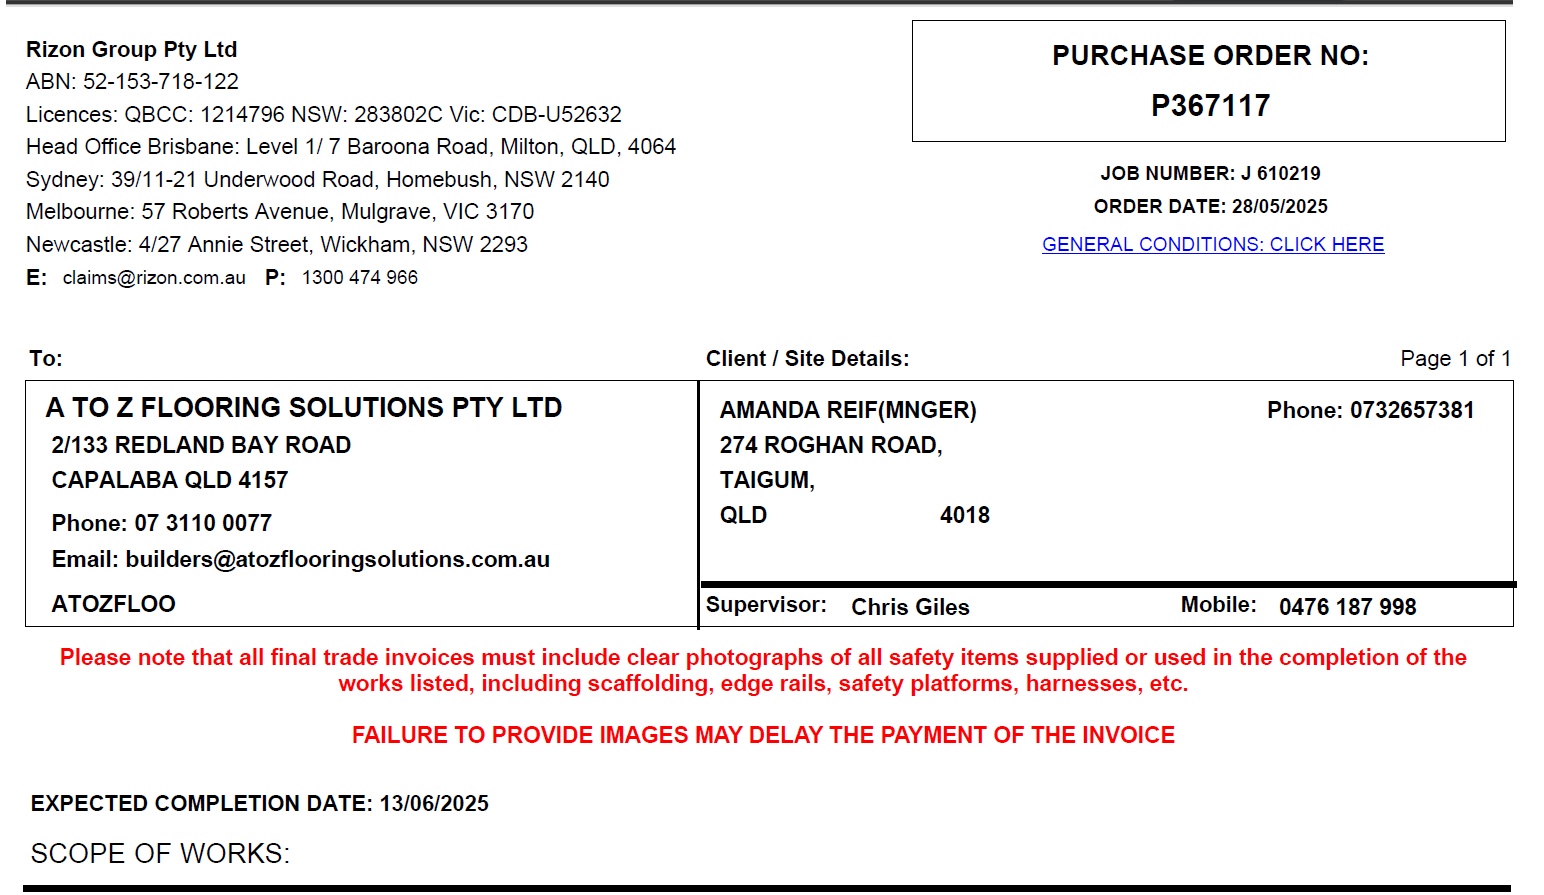 Rizon Group Pty Ltd
ABN: 52-153-718-122
Licences: QBCC: 1214796 NSW: 283802C Vic: CDB-U52632
Head Office Brisbane: Level 1/ 7 Baroona Road, Milton, QLD, 4064
Sydney: 39/11-21 Underwood Road, Homebush, NSW 2140
Melbourne: 57 Roberts Avenue, Mulgrave, VIC 3170
Newcastle: 4/27 Annie Street, Wickham, NSW 2293
E: claims@rizon.com.au P: 1300 474 966
PURCHASE ORDER NO:
P367117
JOB NUMBER: J 610219
ORDER DATE: 28/05/2025
GENERAL CONDITIONS: CLICK HERE
To:
A TO Z FLOORING SOLUTIONS PTY LTD
2/133 REDLAND BAY ROAD
CAPALABA QLD 4157
Phone: 07 3110 0077
Email: builders@atozflooringsolutions.com.au
ATOZFLOO
Client / Site Details:
Page 1 of 1
AMANDA REIF(MNGER) Phone: 0732657381
274 ROGHAN ROAD,
TAIGUM,
QLD 4018
Supervisor: Chris Giles Mobile: 0476 187 998
Please note that all final trade invoices must include clear photographs of all safety items supplied or used in the completion of the
works listed, including scaffolding, edge rails, safety platforms, harnesses, etc.
FAILURE TO PROVIDE IMAGES MAY DELAY THE PAYMENT OF THE INVOICE
EXPECTED COMPLETION DATE: 13/06/2025
SCOPE OF WORKS: